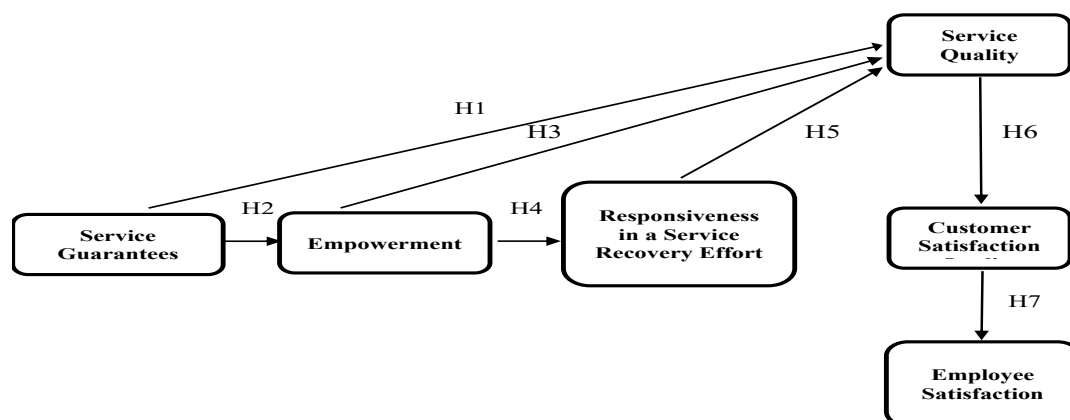 Service
Quality
H1
H3
H5
H6
H2
H4
Service
Guarantees
Empowerment
Responsiveness
in a Service
Recovery Effort
Customer
Satisfaction
H7
Employee
Satisfaction